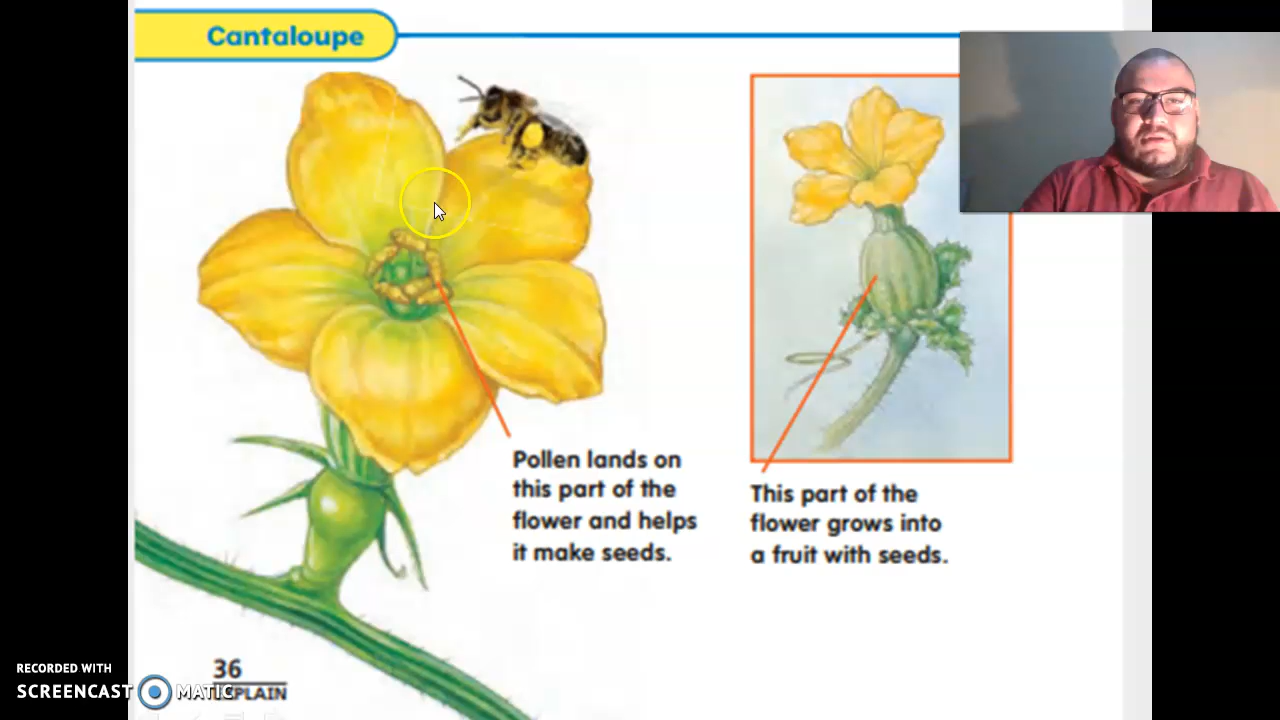 Cantaloupe
Pollen lands on
this part of the
flower and helps
it make seeds.
This part of the
flower grows into
a fruit with seeds.
36
RECORDED WITH
SCREENCAST MATIC